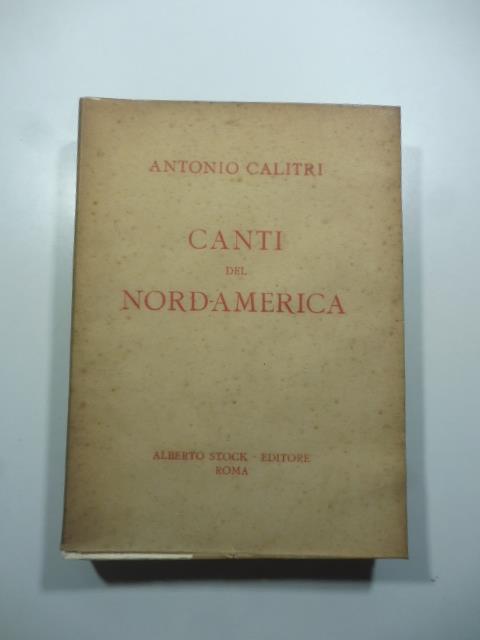 ANTONIO CALITRI
CANTI
DEL
NORD-AMERICA
ALBERTO STOCK - EDITORE
ROMA